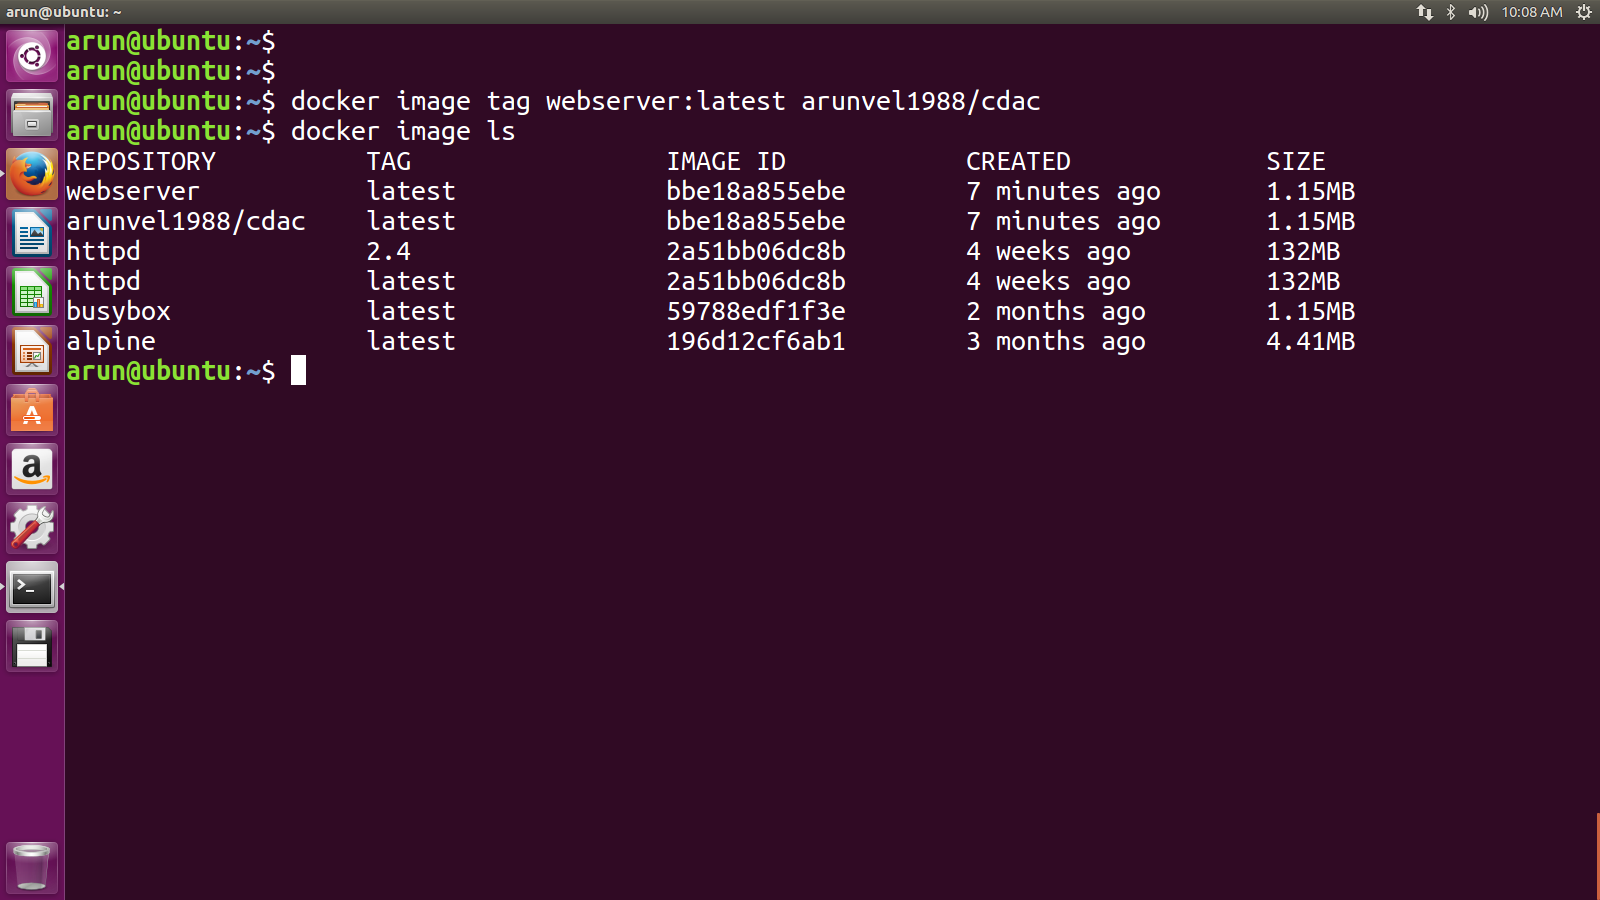 arun@ubuntu: ~
10:08 AM
arun@ubuntu:~$
arun@ubuntu:~$
arun@ubuntu:~$ docker image tag webserver:latest arunvel1988/cdac
arun@ubuntu:~$ docker image ls
REPOSITORY TAG IMAGE ID CREATED SIZE
webserver latest bbe18a855ebe 7 minutes ago 1.15MB
arunvel1988/cdac latest bbe18a855ebe 7 minutes ago 1.15MB
httpd 2.4 2a51bb06dc8b 4 weeks ago 132MB
httpd latest 2a51bb06dc8b 4 weeks ago 132MB
busybox latest 59788edf1f3e 2 months ago 1.15MB
alpine latest 196d12cf6ab1 3 months ago 4.41MB
arun@ubuntu:~$